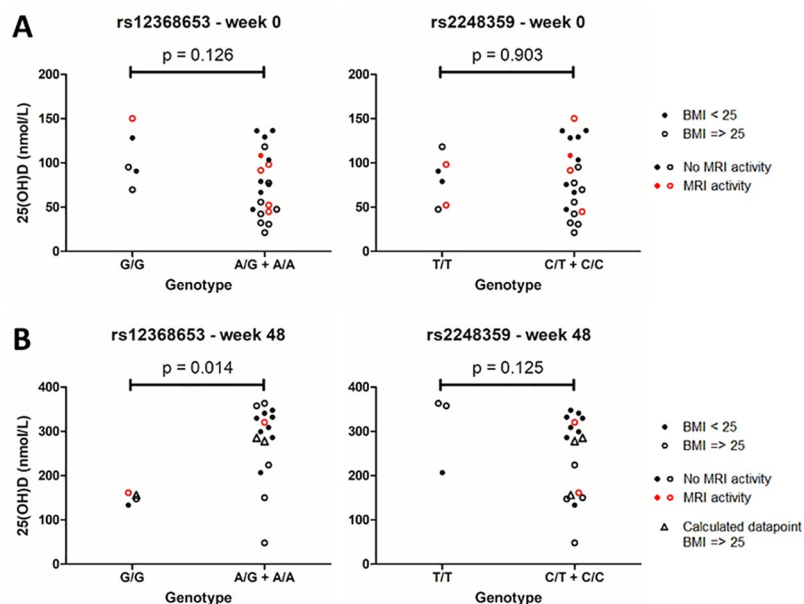 A
rs12368653 - week 0
p = 0.126
200
150
100
50
0
25(OH)D (nmol/L)
G/G
A/G + A/A
Genotype
rs2248359 - week 0
p = 0.903
200
150
100
50
0
T/T
C/T + C/C
Genotype
BMI < 25
BMI => 25
No MRI activity
MRI activity
B
rs12368653 - week 48
p = 0.014
400
300
200
100
0
25(OH)D (nmol/L)
G/G
A/G + A/A
Genotype
rs2248359 - week 48
p = 0.125
400
300
200
100
0
T/T
C/T + C/C
Genotype
BMI < 25
BMI => 25
No MRI activity
MRI activity
Calculated datapoint
BMI => 25